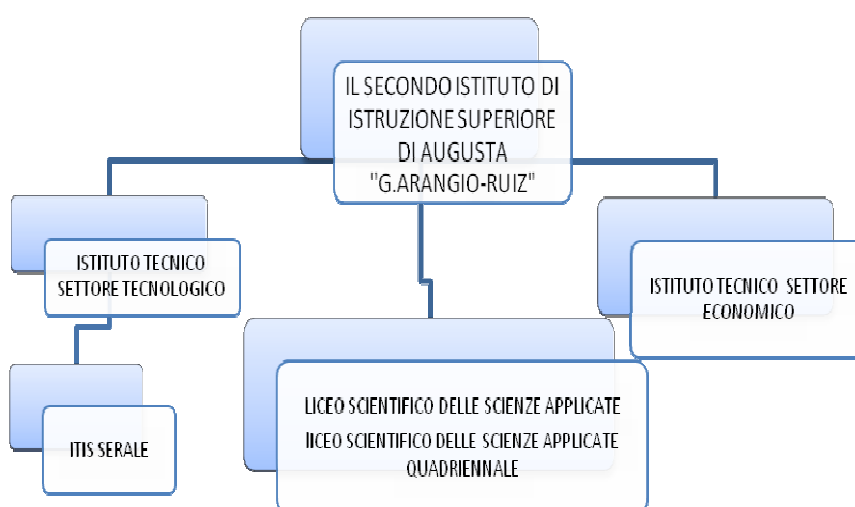 IL SECONDO ISTITUTO DI
ISTRUZIONE SUPERIORE
DI AUGUSTA
"G.ARANGIO-RUIZ"
ISTITUTO TECNICO
SETTORE TECNOLOGICO
ISTITUTO TECNICO SETTORE
ECONOMICO
ITIS SERALE
LICEO SCIENTIFICO DELLE SCIENZE APPLICATE
lICEO SCIENTIFICO DELLE SCIENZE APPLICATE
QUADRIENNALE